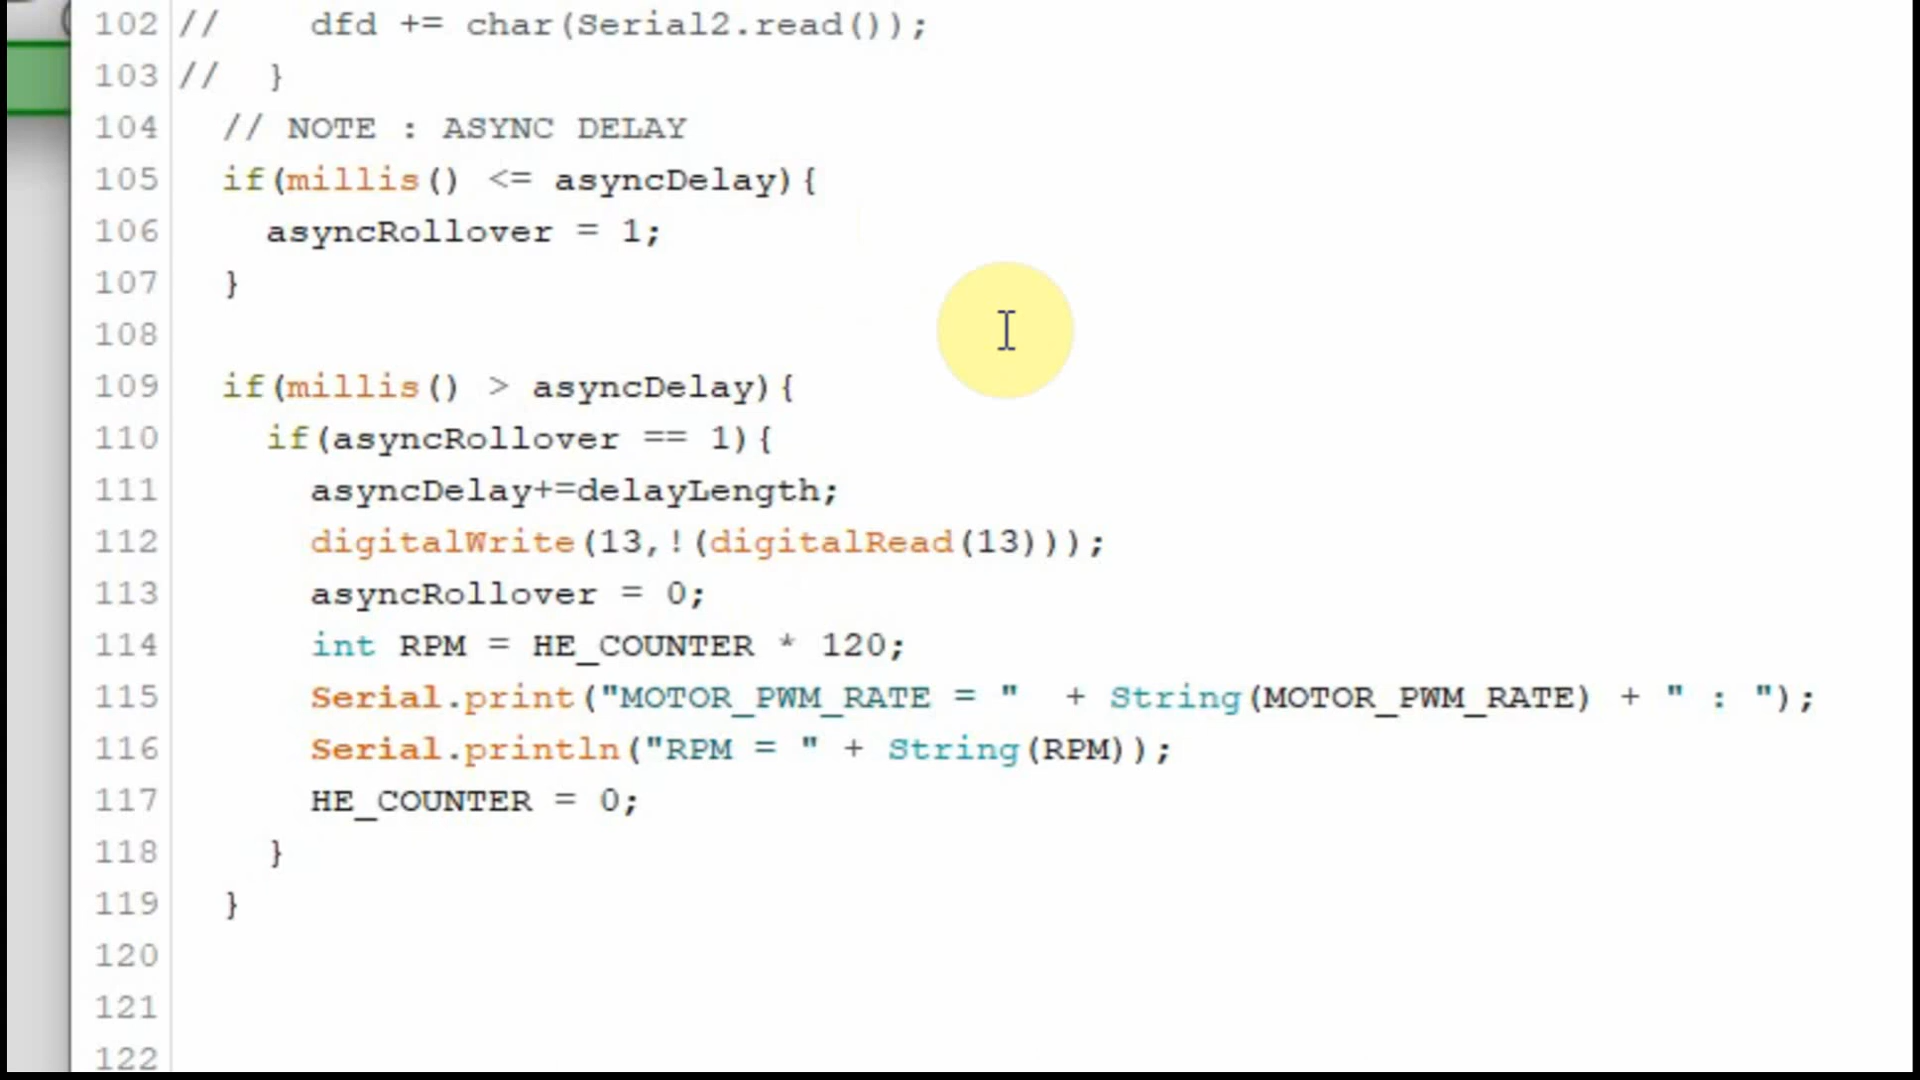 102 //    dfd += char(Serial2.read());
103 //  }
104   // NOTE : ASYNC DELAY
105   if(millis() <= asyncDelay){
106     asyncRollover = 1;
107   }
108
109   if(millis() > asyncDelay){
110     if(asyncRollover == 1){
111       asyncDelay+=delayLength;
112       digitalWrite(13,!(digitalRead(13)));
113       asyncRollover = 0;
114       int RPM = HE_COUNTER * 120;
115       Serial.print("MOTOR_PWM_RATE = "  + String(MOTOR_PWM_RATE) + " : ");
116       Serial.println("RPM = " + String(RPM));
117       HE_COUNTER = 0;
118     }
119   }
120
121
122